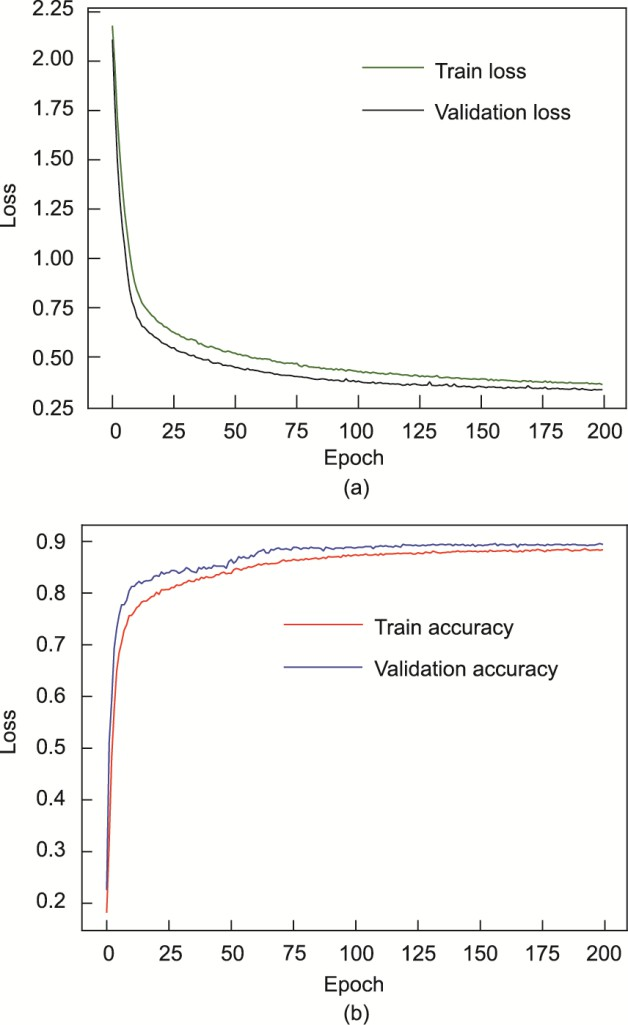 2.25
2.00
1.75
1.50
1.25
1.00
0.75
0.50
0.25
Loss
Train loss
Validation loss
0 25 50 75 100 125 150 175 200
Epoch
(a)
0.9
0.8
0.7
0.6
0.5
0.4
0.3
0.2
Loss
Train accuracy
Validation accuracy
0 25 50 75 100 125 150 175 200
Epoch
(b)